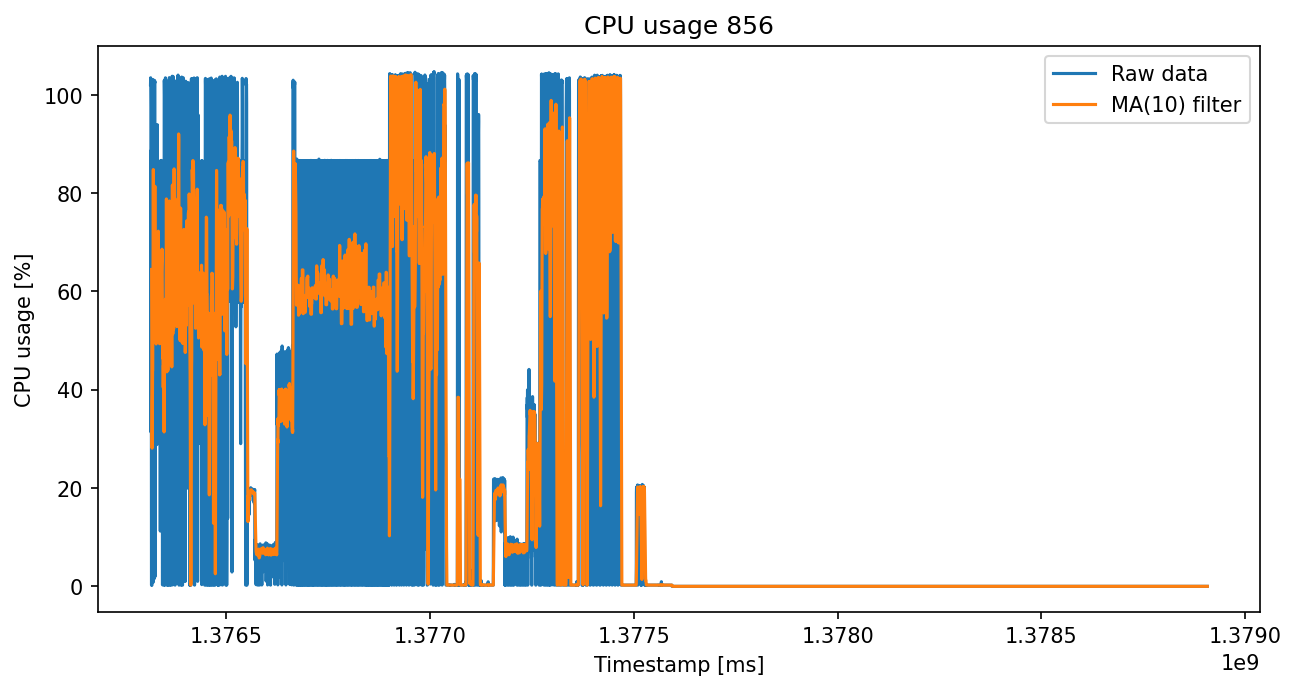 CPU usage 856
Raw data
MA(10) filter
CPU usage [%]
100
80
60
40
20
0
1.3765 1.3770 1.3775 1.3780 1.3785 1.3790
1e9
Timestamp [ms]